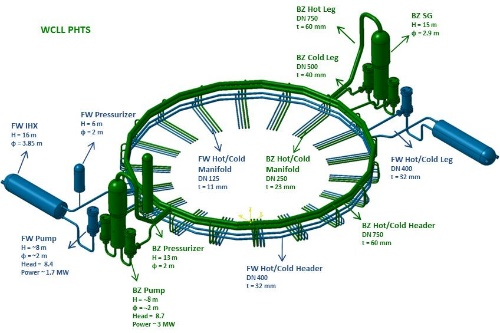 WCLL PHTS
BZ Hot Leg
DN 750
t = 60 mm
BZ SG
H = 15 m
ϕ = 2.9 m
BZ Cold Leg
DN 500
t = 40 mm
FW IHX
H = 16 m
ϕ = 3.85 m
FW Pressurizer
H = 6 m
ϕ = 2 m
FW Hot/Cold
Manifold
DN 125
t = 11 mm
BZ Hot/Cold
Manifold
DN 250
t = 23 mm
FW Hot/Cold Leg
DN 400
t = 32 mm
FW Pump
H = ~8 m
ϕ = ~2 m
Head = 8.4
Power = ~1.7 MW
BZ Pressurizer
H = 13 m
ϕ = 2 m
BZ Hot/Cold Header
DN 750
t = 60 mm
FW Hot/Cold Header
DN 400
t = 32 mm
BZ Pump
H = ~8 m
ϕ = ~2 m
Head = 8.7
Power = ~3 MW